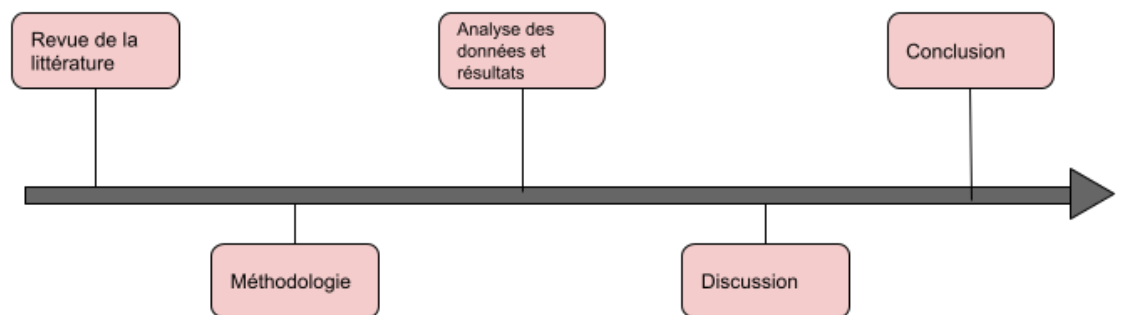 Revue de la
littérature
Méthodologie
Analyse des
données et
résultats
Discussion
Conclusion